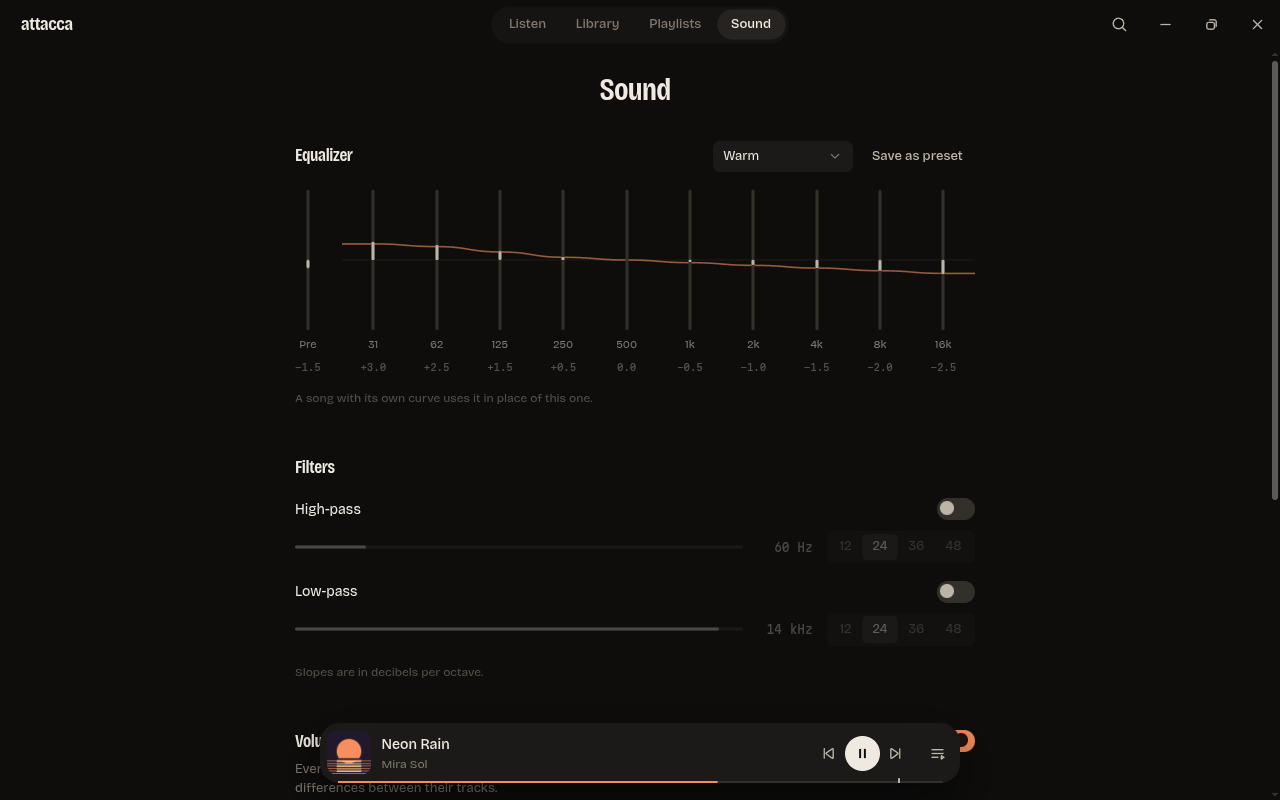 attacca
Listen Library Playlists Sound
Sound
Equalizer Warm Save as preset
Pre 31 62 125 250 500 1k 2k 4k 8k 16k
−1.5 +3.0 +2.5 +1.5 +0.5 0.0 −0.5 −1.0 −1.5 −2.0 −2.5
A song with its own curve uses it in place of this one.
Filters
High-pass
60 Hz 12 24 36 48
Low-pass
14 kHz 12 24 36 48
Slopes are in decibels per octave.
Neon Rain
Mira Sol
differences between their tracks.